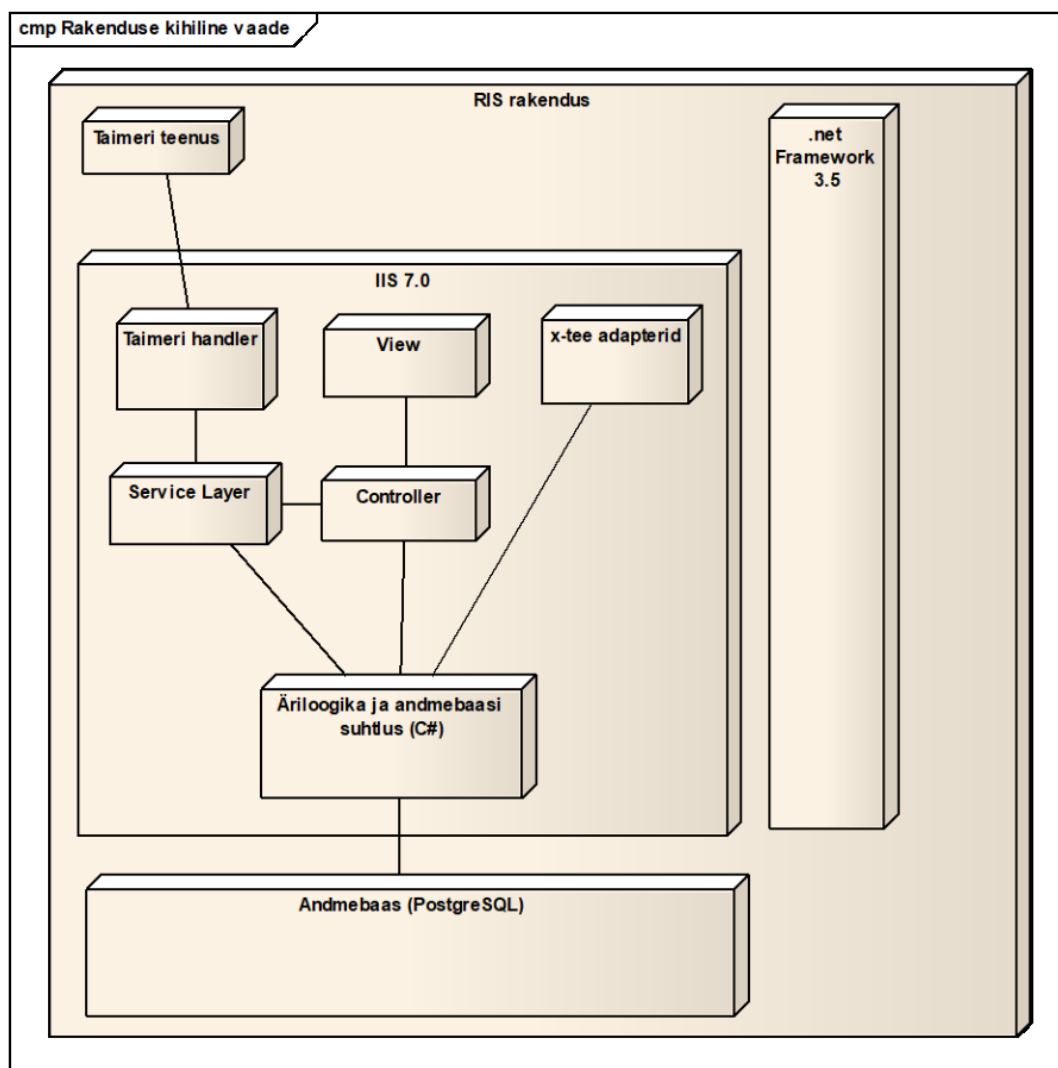 cmp Rakenduse kihiline vaade
RIS rakendus
Taimeri teenus
.net
Framework
3.5
IIS 7.0
Taimeri handler
View
x-tee adapterid
Service Layer
Controller
Äriloogika ja andmebaasi
suhtlus (C#)
Andmebaas (PostgreSQL)